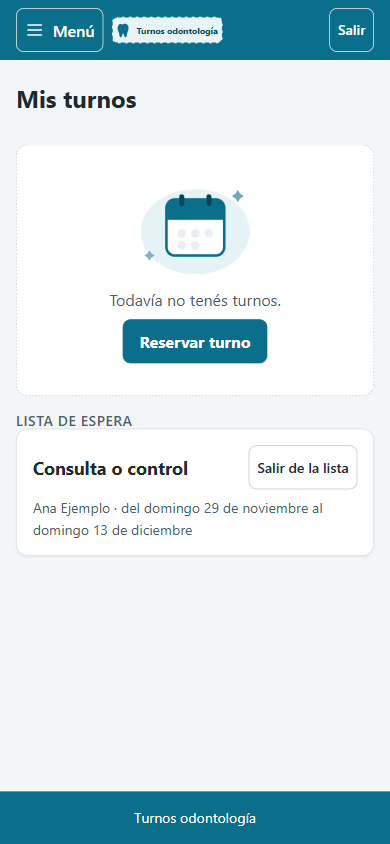 Menú
Turnos odontología
Salir
Mis turnos
Todavía no tenés turnos.
Reservar turno
LISTA DE ESPERA
Consulta o control
Salir de la lista
Ana Ejemplo · del domingo 29 de noviembre al
domingo 13 de diciembre
Turnos odontología